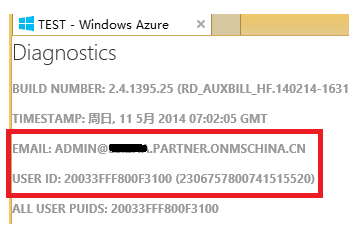 TEST - Windows Azure
Diagnostics
BUILD NUMBER: 2.4.1395.25 (RD_AUXBILL_HF.140214-1631
TIMESTAMP: 周日, 11 5月 2014 07:02:05 GMT
EMAIL: ADMIN@ .PARTNER.ONMSCHINA.CN
USER ID: 20033FFF800F3100 (2306757800741515520)
ALL USER PUIDS: 20033FFF800F3100